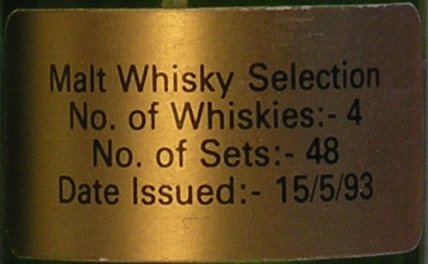 Malt Whisky Selection
No. of Whiskies:- 4
No. of Sets:- 48
Date Issued:- 15/5/93